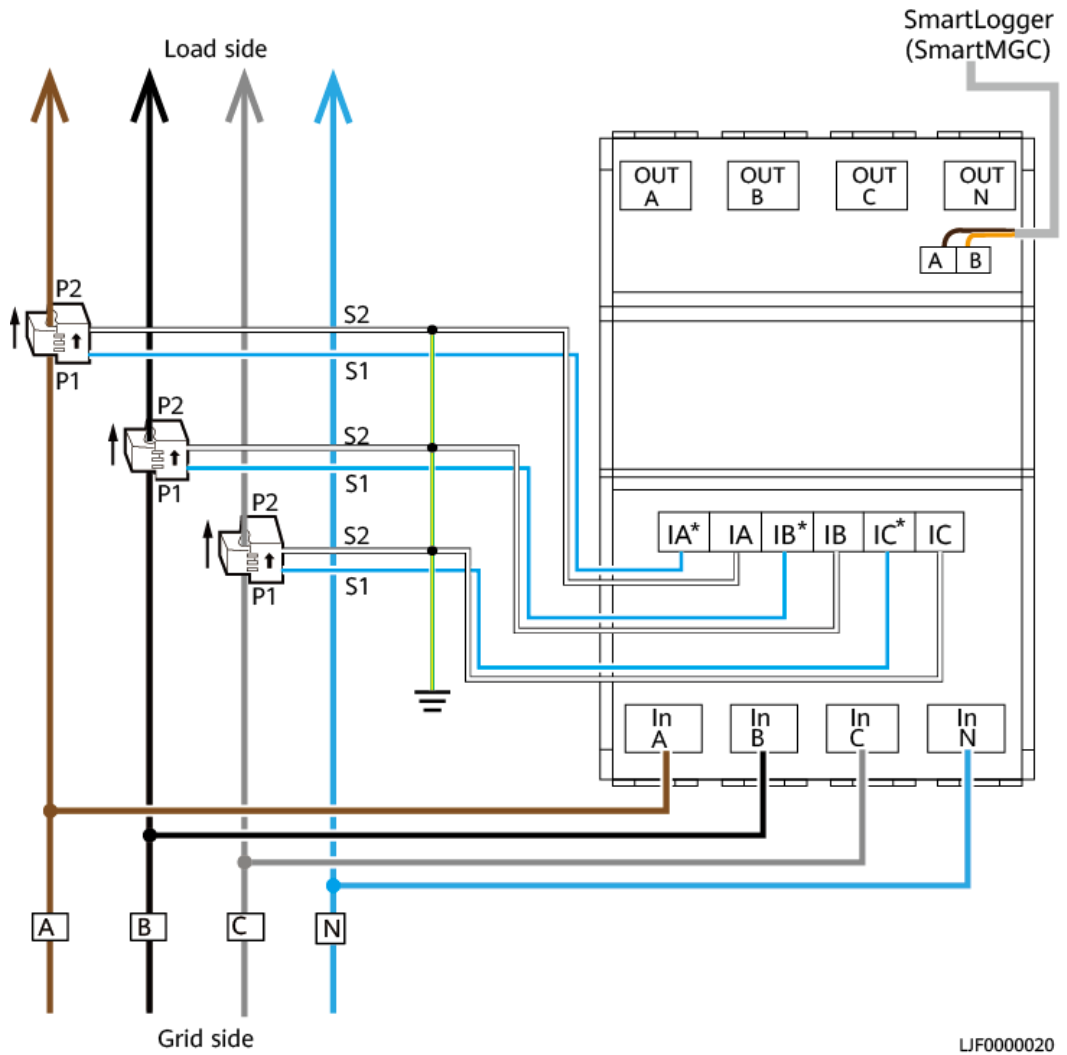 SmartLogger
(SmartMGC)
Load side
OUT
A
OUT
B
OUT
C
OUT
N
A
B
P2
P1
S2
S1
P2
P1
S2
S1
P2
P1
S2
S1
IA*
IA
IB*
IB
IC*
IC
In
A
In
B
In
C
In
N
A
B
C
N
Grid side
LJF0000020